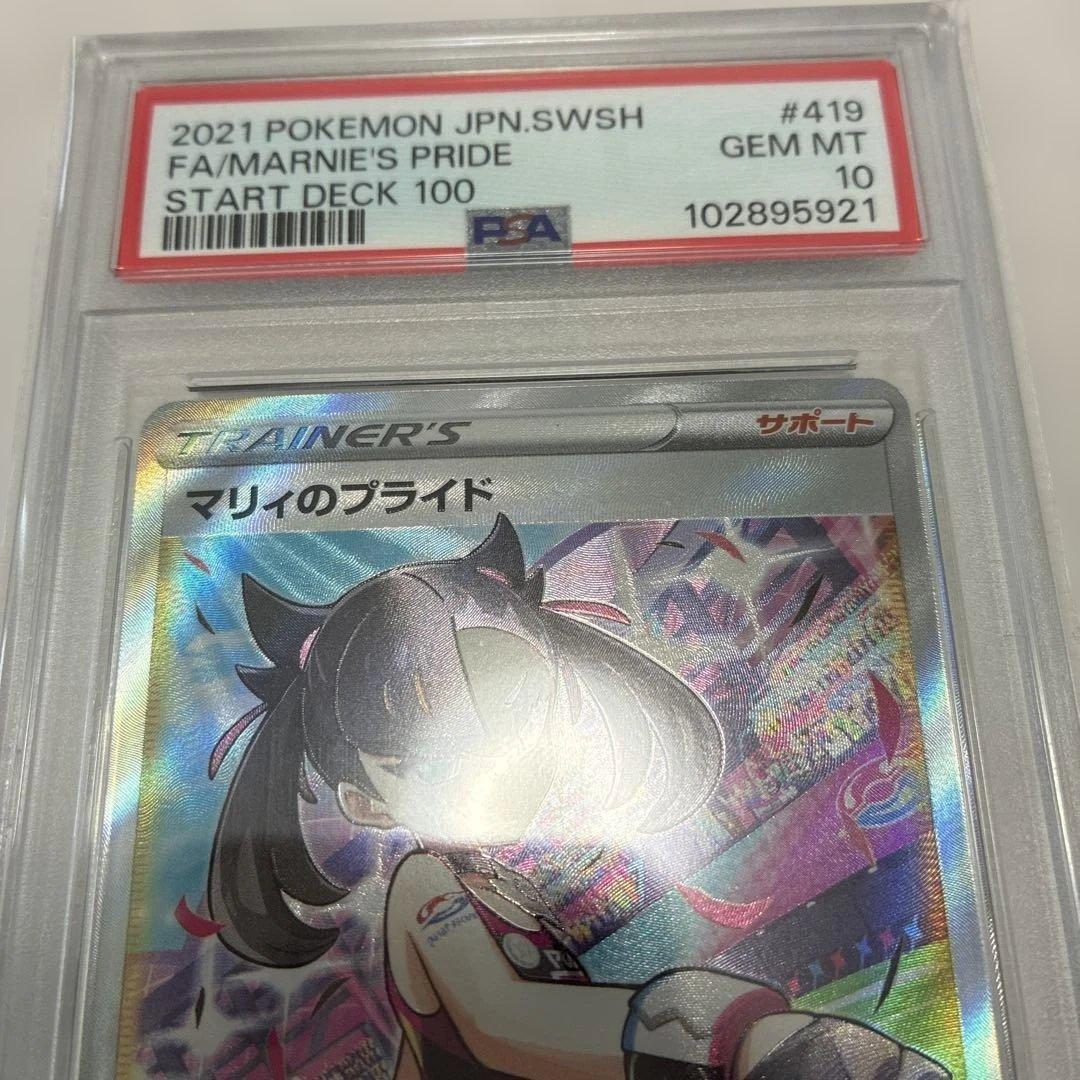 2021 POKEMON JPN.SWSH
FA/MARNIE'S PRIDE
START DECK 100
#419
GEM MT
10
102895921
PSA
TRAINER'S
サポート
マリィのプライド